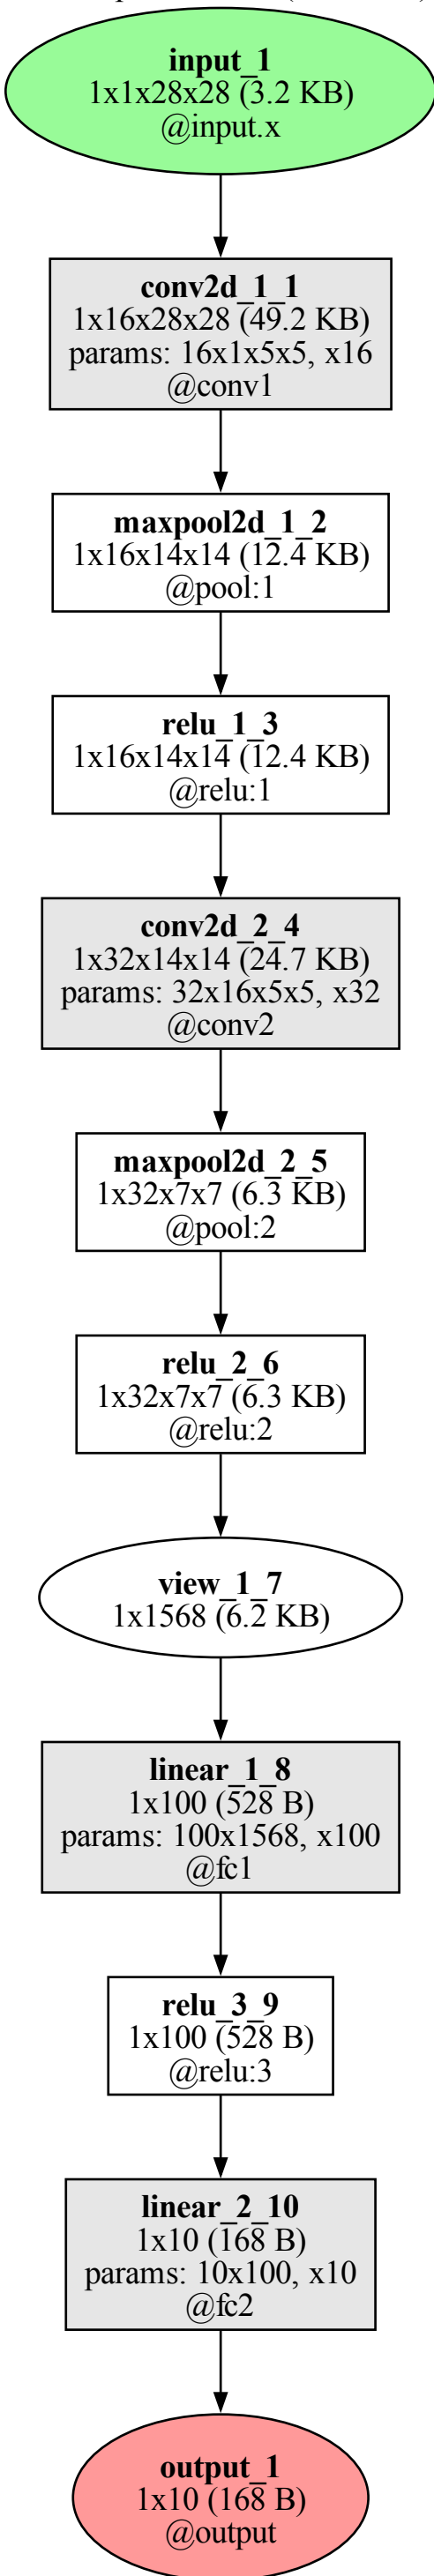 input_1
1x1x28x28 (3.2 KB)
@input.x
conv2d_1_1
1x16x28x28 (49.2 KB)
params: 16x1x5x5, x16
@conv1
maxpool2d_1_2
1x16x14x14 (12.4 KB)
@pool:1
relu_1_3
1x16x14x14 (12.4 KB)
@relu:1
conv2d_2_4
1x32x14x14 (24.7 KB)
params: 32x16x5x5, x32
@conv2
maxpool2d_2_5
1x32x7x7 (6.3 KB)
@pool:2
relu_2_6
1x32x7x7 (6.3 KB)
@relu:2
view_1_7
1x1568 (6.2 KB)
linear_1_8
1x100 (528 B)
params: 100x1568, x100
@fc1
relu_3_9
1x100 (528 B)
@relu:3
linear_2_10
1x10 (168 B)
params: 10x100, x10
@fc2
output_1
1x10 (168 B)
@output